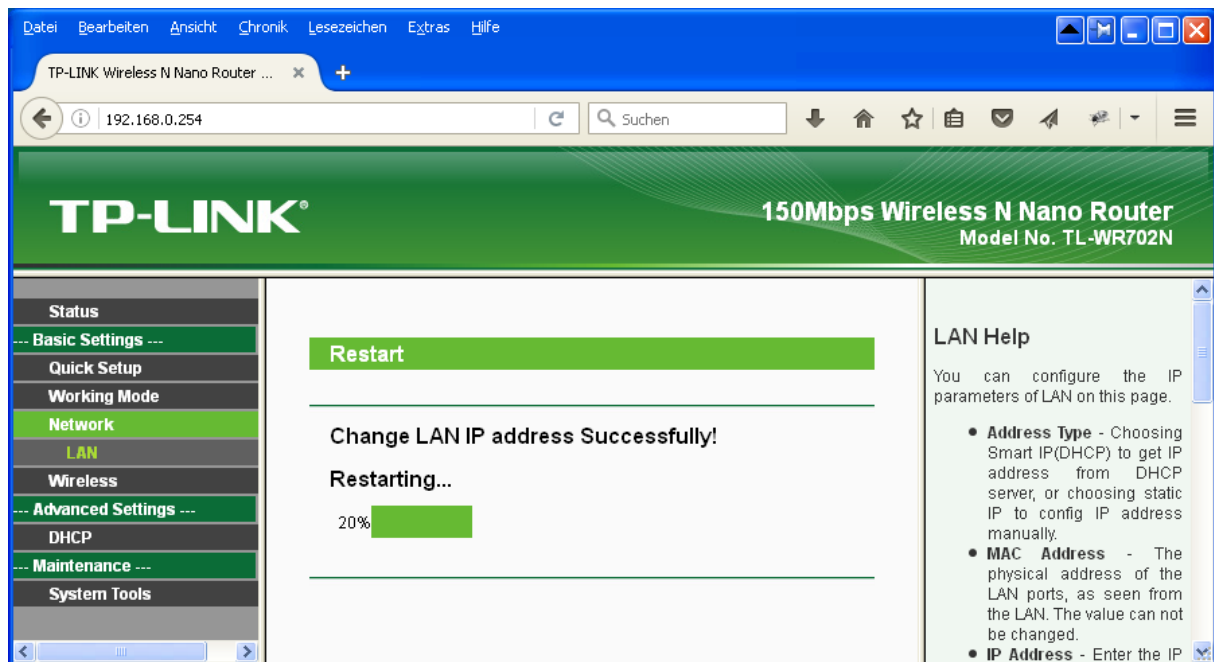 Datei Bearbeiten Ansicht Chronik Lesezeichen Extras Hilfe
TP-LINK Wireless N Nano Router ...
192.168.0.254
Suchen
TP-LINK®
150Mbps Wireless N Nano Router
Model No. TL-WR702N
Status
--- Basic Settings ---
Quick Setup
Working Mode
Network
LAN
Wireless
--- Advanced Settings ---
DHCP
--- Maintenance ---
System Tools
Restart
Change LAN IP address Successfully!
Restarting...
20%
LAN Help
You can configure the IP
parameters of LAN on this page.
• Address Type - Choosing
Smart IP(DHCP) to get IP
address from DHCP
server, or choosing static
IP to config IP address
manually.
• MAC Address - The
physical address of the
LAN ports, as seen from
the LAN. The value can not
be changed.
• IP Address - Enter the IP